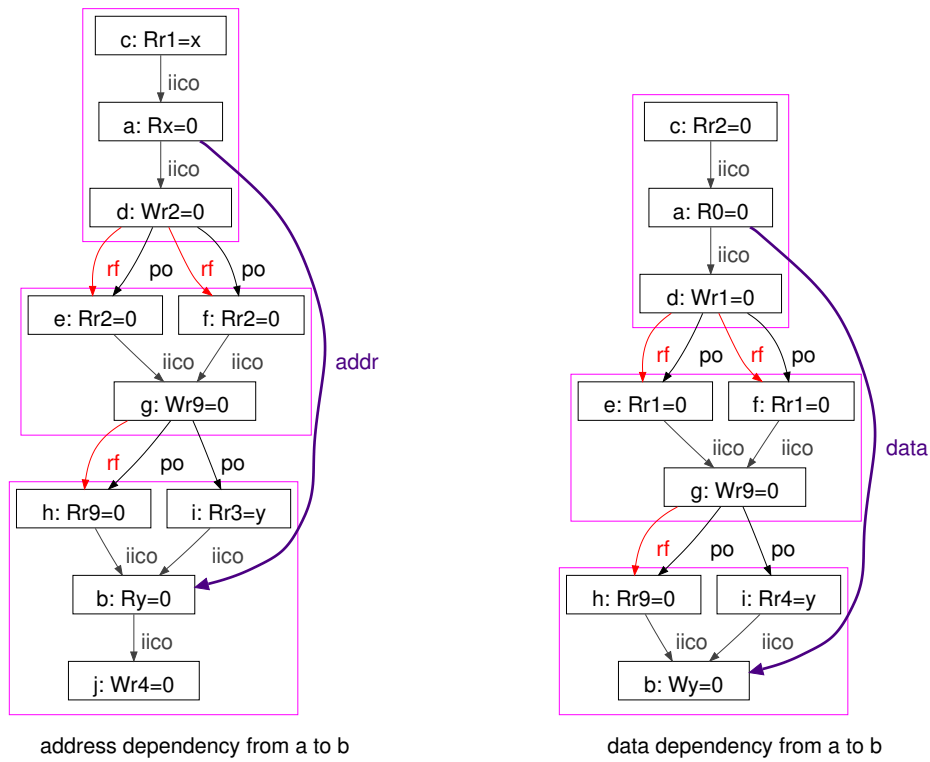 c: Rr1=x
iico
a: Rx=0
iico
d: Wr2=0
rf po rf po
e: Rr2=0 f: Rr2=0
iico iico
addr
g: Wr9=0
rf po po
h: Rr9=0 i: Rr3=y
iico iico
b: Ry=0
iico
j: Wr4=0
address dependency from a to b
c: Rr2=0
iico
a: R0=0
iico
d: Wr1=0
rf po rf po
e: Rr1=0 f: Rr1=0
iico iico
data
g: Wr9=0
rf po po
h: Rr9=0 i: Rr4=y
iico iico
b: Wy=0
data dependency from a to b